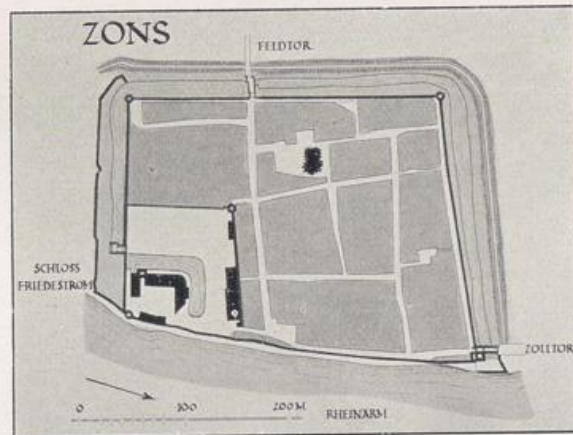 ZONS
FELDTOR
SCHLOSS
FRIEDESTROM
ZOLLTOR
0 100 200 M
RHEINARM